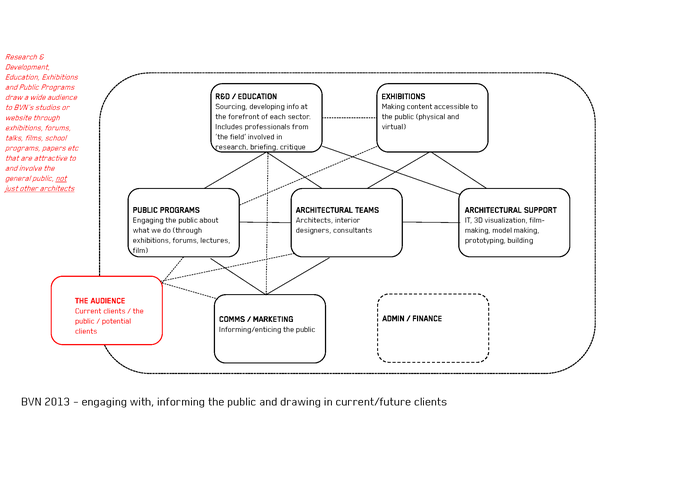 Research &
Development,
Education, Exhibitions
and Public Programs
draw a wide audience
to BVN's studios or
website through
exhibitions, forums,
talks, films, school
programs, papers etc
that are attractive to
and involve the
general public, not
just other architects
R&D / EDUCATION
Sourcing, developing info at
the forefront of each sector.
Includes professionals from
'the field' involved in
research, briefing, critique
EXHIBITIONS
Making content accessible to
the public (physical and
virtual)
PUBLIC PROGRAMS
Engaging the public about
what we do (through
exhibitions, forums, lectures,
film)
ARCHITECTURAL TEAMS
Architects, interior
designers, consultants
ARCHITECTURAL SUPPORT
IT, 3D visualization, film-
making, model making,
prototyping, building
THE AUDIENCE
Current clients / the
public / potential
clients
COMMS / MARKETING
Informing/enticing the public
ADMIN / FINANCE
BVN 2013 – engaging with, informing the public and drawing in current/future clients